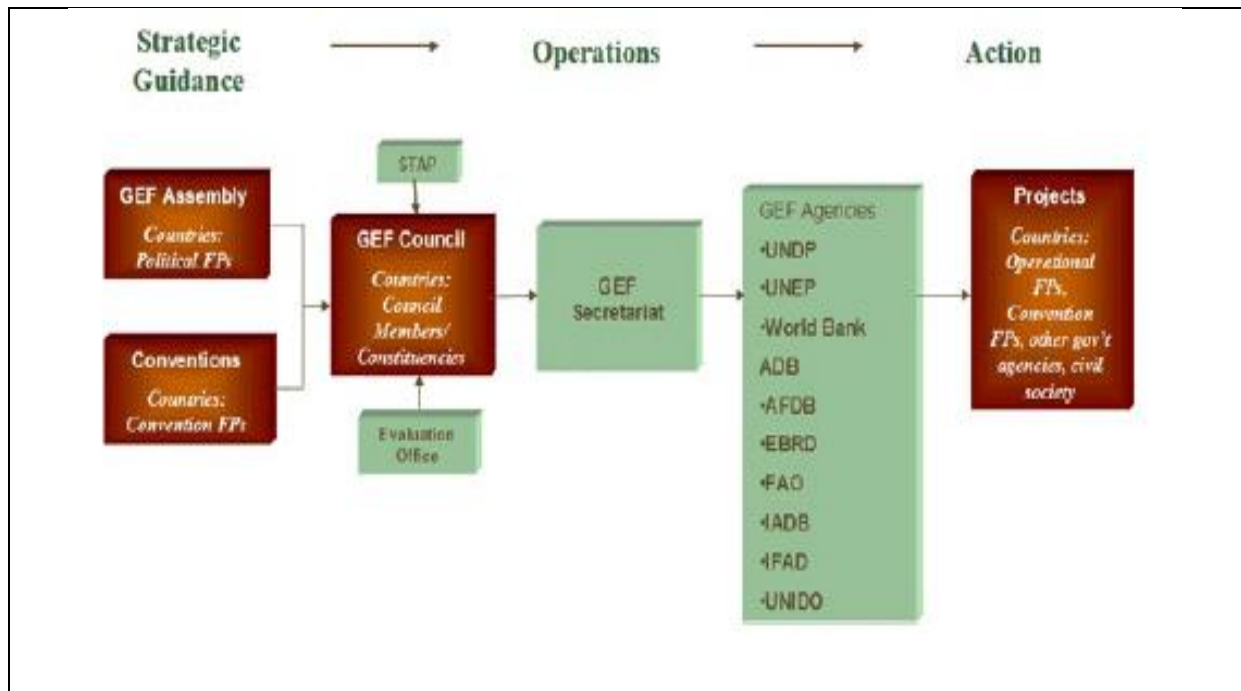 Strategic
Guidance
Operations
Action
GEF Assembly
Countries:
Political FPs
Conventions
Countries:
Convention FPs
STAP
GEF Council
Countries:
Council
Members/
Constituencies
Evaluation
Office
GEF
Secretariat
GEF Agencies
•UNDP
•UNEP
•World Bank
ADB
•AFDB
•EBRD
•FAO
•IADB
•IFAD
•UNIDO
Projects
Countries:
Operational
FPs,
Convention
FPs, other gov't
agencies, civil
society